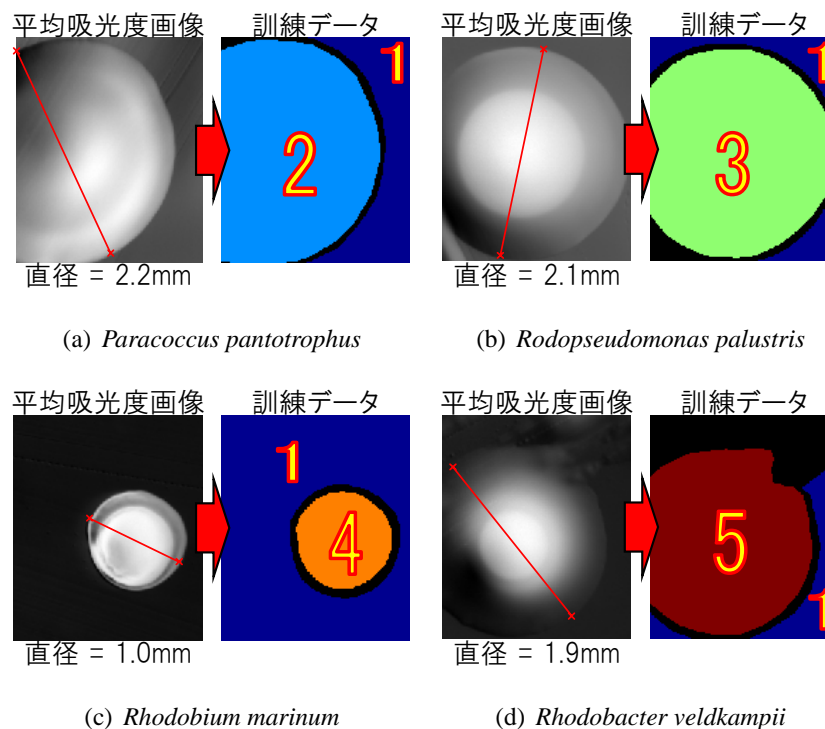 平均吸光度画像 訓練データ
1
2
直径 = 2.2mm
(a) Paracoccus pantotrophus
平均吸光度画像 訓練データ
1
3
直径 = 2.1mm
(b) Rodopseudomonas palustris
平均吸光度画像 訓練データ
1
4
直径 = 1.0mm
(c) Rhodobium marinum
平均吸光度画像 訓練データ
5
1
直径 = 1.9mm
(d) Rhodobacter veldkampii